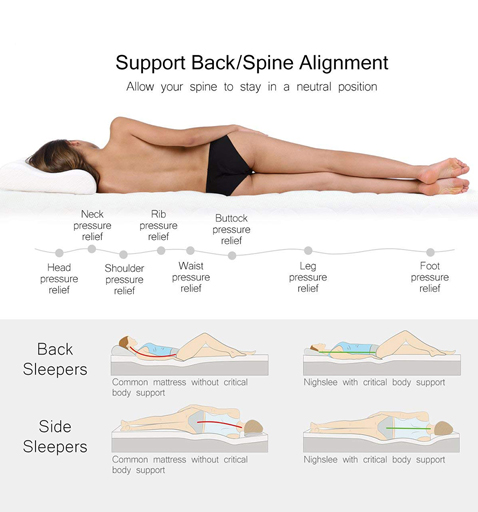 Support Back/Spine Alignment
Allow your spine to stay in a neutral position
Neck
pressure
relief
Rib
pressure
relief
Buttock
pressure
relief
Head
pressure
relief
Shoulder
pressure
relief
Waist
pressure
relief
Leg
pressure
relief
Foot
pressure
relief
Back
Sleepers
Common mattress without critical
body support
Nighslee with critical body support
Side
Sleepers
Common mattress without critical
body support
Nighslee with critical body support